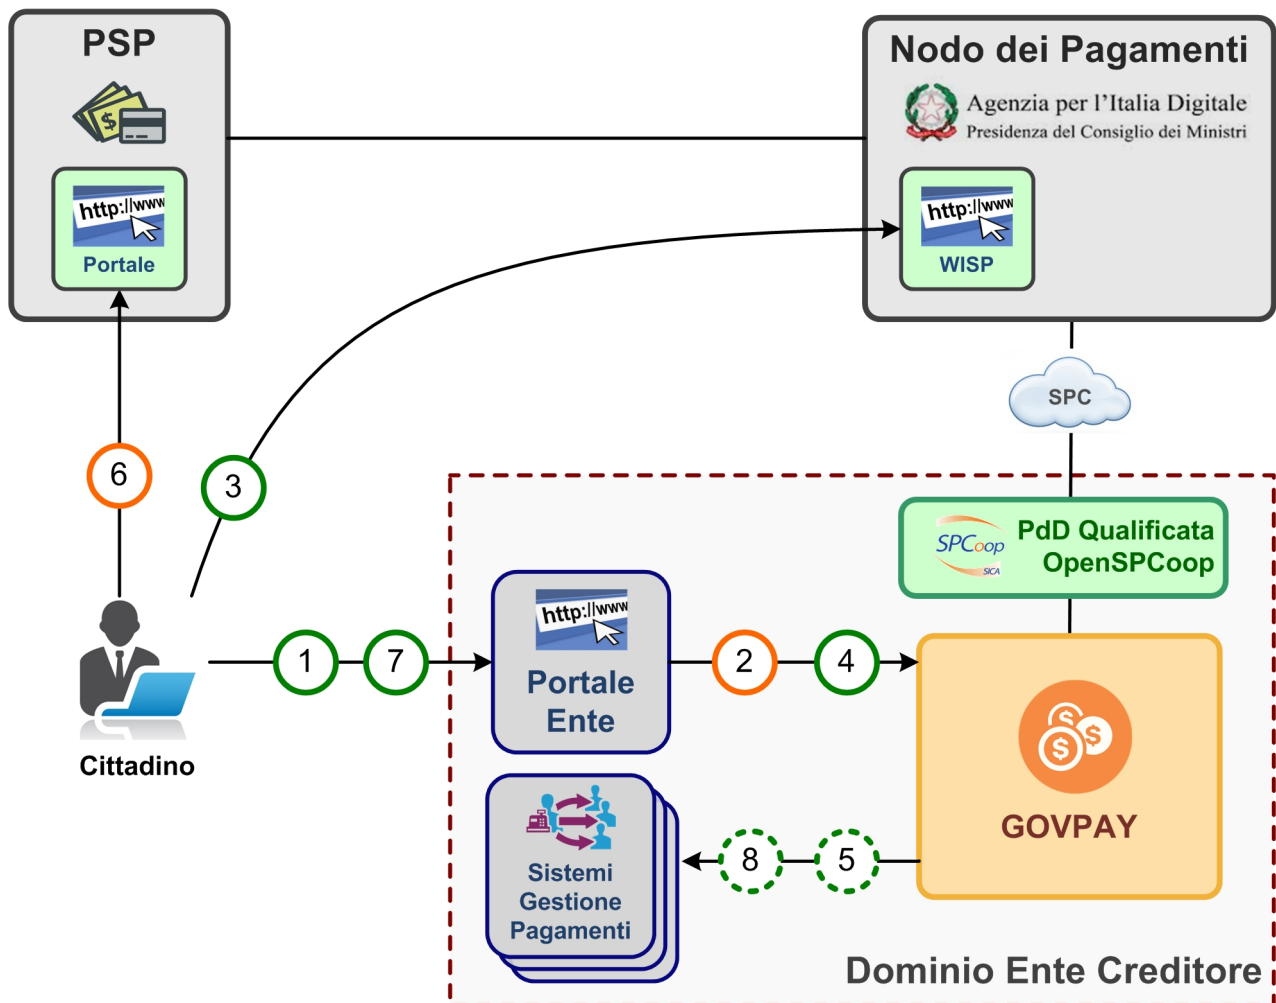 PSP
Nodo dei Pagamenti
Agenzia per l'Italia Digitale
Presidenza del Consiglio dei Ministri
$
http://www
Portale
http://www
WISP
SPC
6
3
SPCoop
SICA
PdD Qualificata
OpenSPCoop
http://www
Portale
Ente
1
7
2
4
$
$
$
GOVPAY
Cittadino
8
5
Sistemi
Gestione
Pagamenti
Dominio Ente Creditore